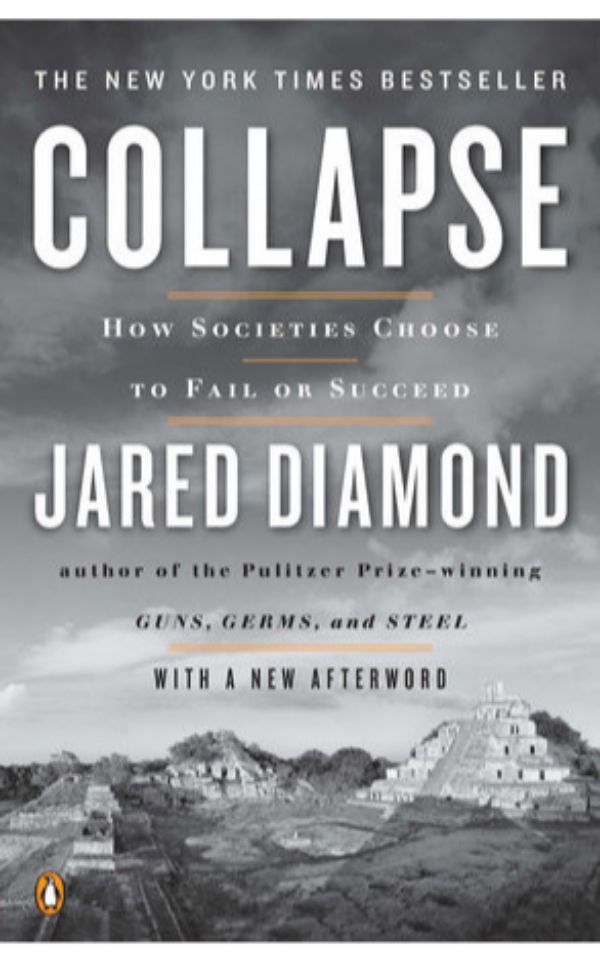 THE NEW YORK TIMES BESTSELLER
COLLAPSE
HOW SOCIETIES CHOOSE
TO FAIL OR SUCCEED
JARED DIAMOND
author of the Pulitzer Prize–winning
GUNS, GERMS, and STEEL
WITH A NEW AFTERWORD